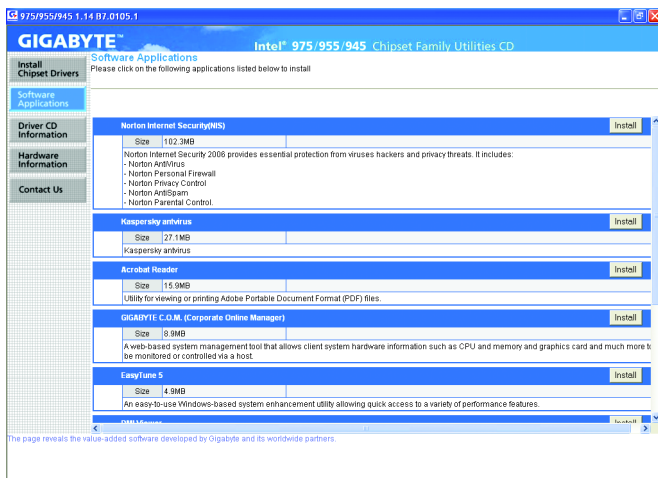 975/955/945 1.14 B7.0105.1
GIGABYTE™
Intel® 975/955/945 Chipset Family Utilities CD
Install
Chipset Drivers
Software
Applications
Driver CD
Information
Hardware
Information
Contact Us
Software Applications
Please click on the following applications listed below to install
Norton Internet Security(NIS) Install
Size 102.3MB
Norton Internet Security 2006 provides essential protection from viruses hackers and privacy threats. It includes:
- Norton AntiVirus
- Norton Personal Firewall
- Norton Privacy Control
- Norton AntiSpam
- Norton Parental Control.
Kaspersky antvirus Install
Size 27.1MB
Kaspersky antvirus
Acrobat Reader Install
Size 15.9MB
Utility for viewing or printing Adobe Portable Document Format (PDF) files.
GIGABYTE C.O.M. (Corporate Online Manager) Install
Size 8.9MB
A web-based system management tool that allows client system hardware information such as CPU and memory and graphics card and much more to
be monitored or controlled via a host.
EasyTune 5 Install
Size 4.9MB
An easy-to-use Windows-based system enhancement utility allowing quick access to a variety of performance features.
DMI Viewer Install
The page reveals the value-added software developed by Gigabyte and its worldwide partners.